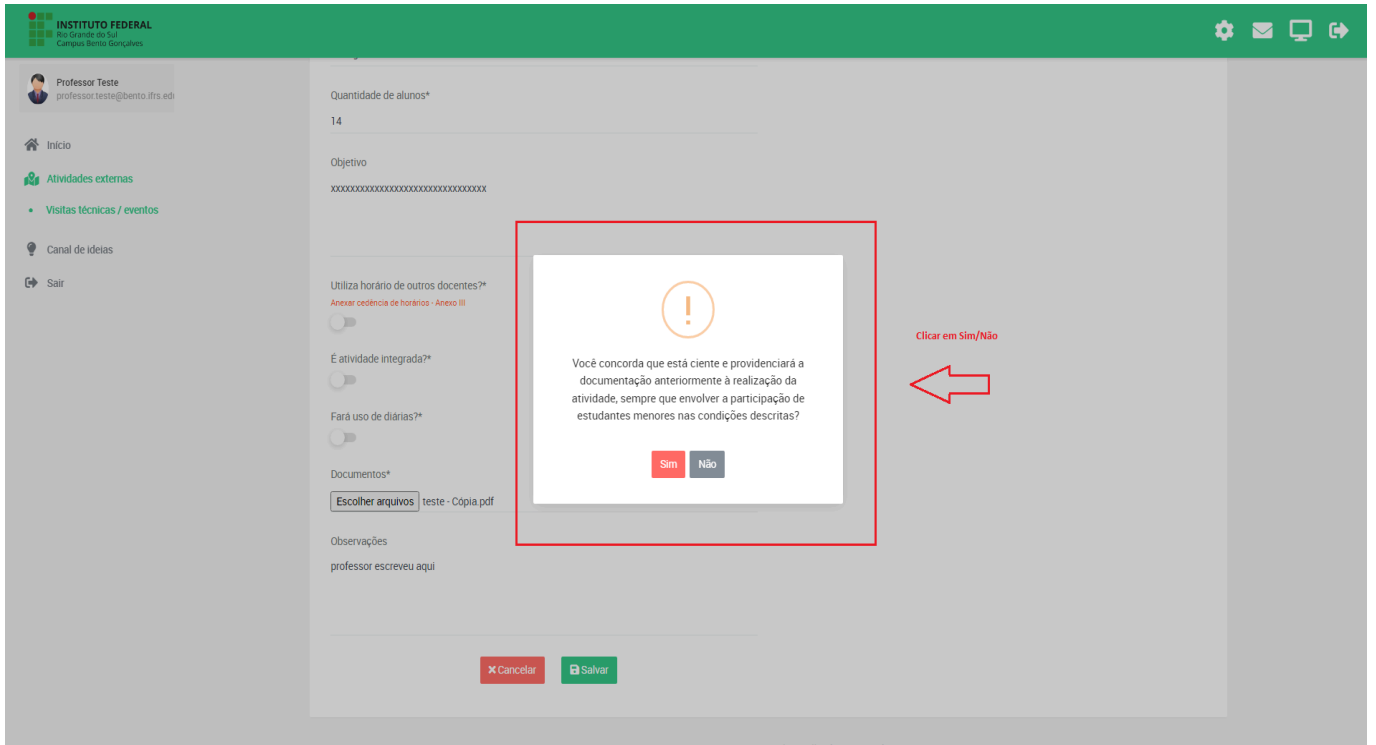 INSTITUTO FEDERAL
Rio Grande do Sul
Campus Bento Gonçalves
Professor Teste
professor.teste@bento.ifrs.edu
Início
Atividades externas
Visitas técnicas / eventos
Canal de ideias
Sair
Quantidade de alunos*
14
Objetivo
xxxxxxxxxxxxxxxxxxxxxxxxxxxxxxxx
Utiliza horário de outros docentes?*
Anexar cedência de horários - Anexo III
É atividade integrada?*
Fará uso de diárias?*
Documentos*
Escolher arquivos teste - Cópia.pdf
Observações
professor escreveu aqui
Cancelar Salvar
Você concorda que está ciente e providenciará a
documentação anteriormente à realização da
atividade, sempre que envolver a participação de
estudantes menores nas condições descritas?
Sim Não
Clicar em Sim/Não